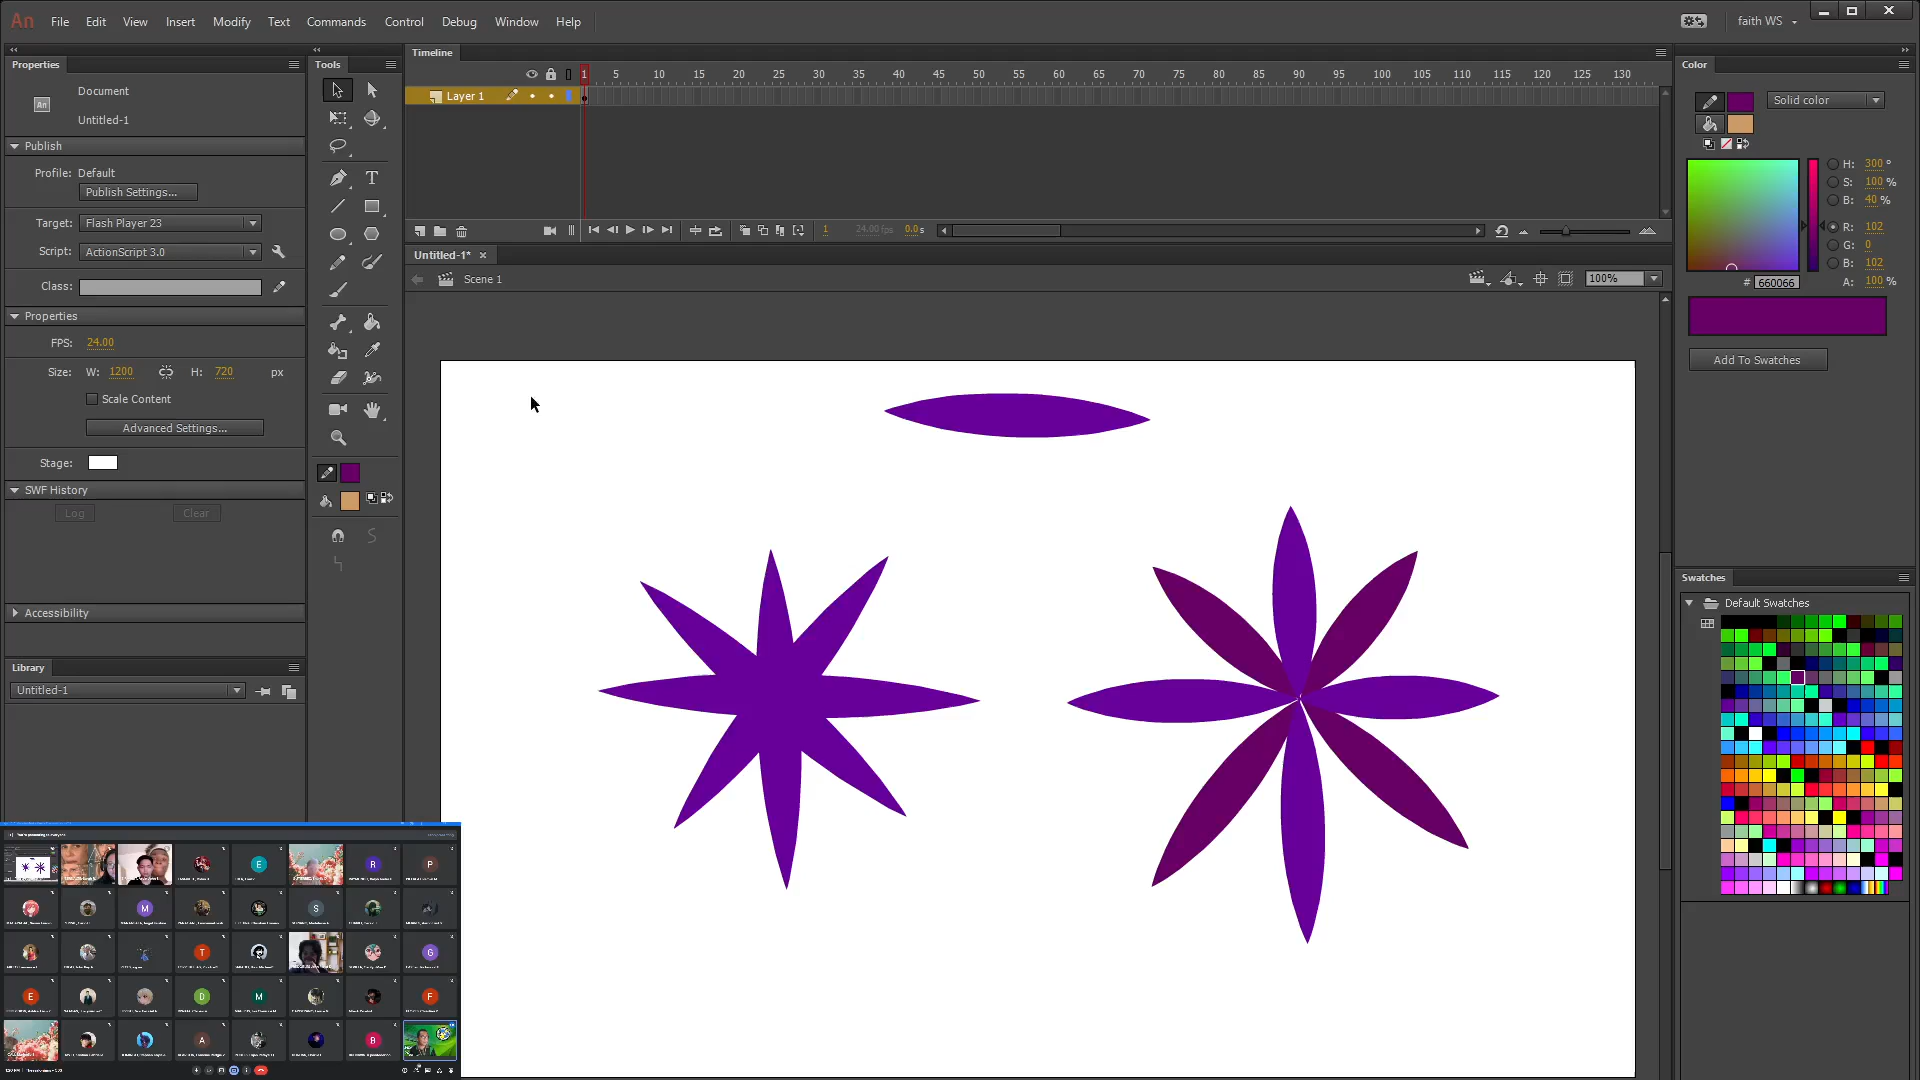 An File Edit View Insert Modify Text Commands Control Debug Window Help faith WS
Properties
Document
An
Untitled-1
Publish
Profile: Default
Publish Settings...
Target: Flash Player 23
Script: ActionScript 3.0
Class:
Properties
FPS: 24.00
Size: W: 1200 H: 720 px
Scale Content
Advanced Settings...
Stage:
SWF History
Log Clear
Accessibility
Library
Untitled-1
Tools
Timeline
1 5 10 15 20 25 30 35 40 45 50 55 60 65 70 75 80 85 90 95 100 105 110 115 120 125 130
Layer 1
1 24.00 fps 0.0 s
Untitled-1*
Scene 1
100%
Color
Solid color
H: 300 °
S: 100 %
B: 40 %
R: 102
G: 0
B: 102
# 660066 A: 100 %
Add To Swatches
Swatches
Default Swatches
E R P
M S
T G
E D M F
A B